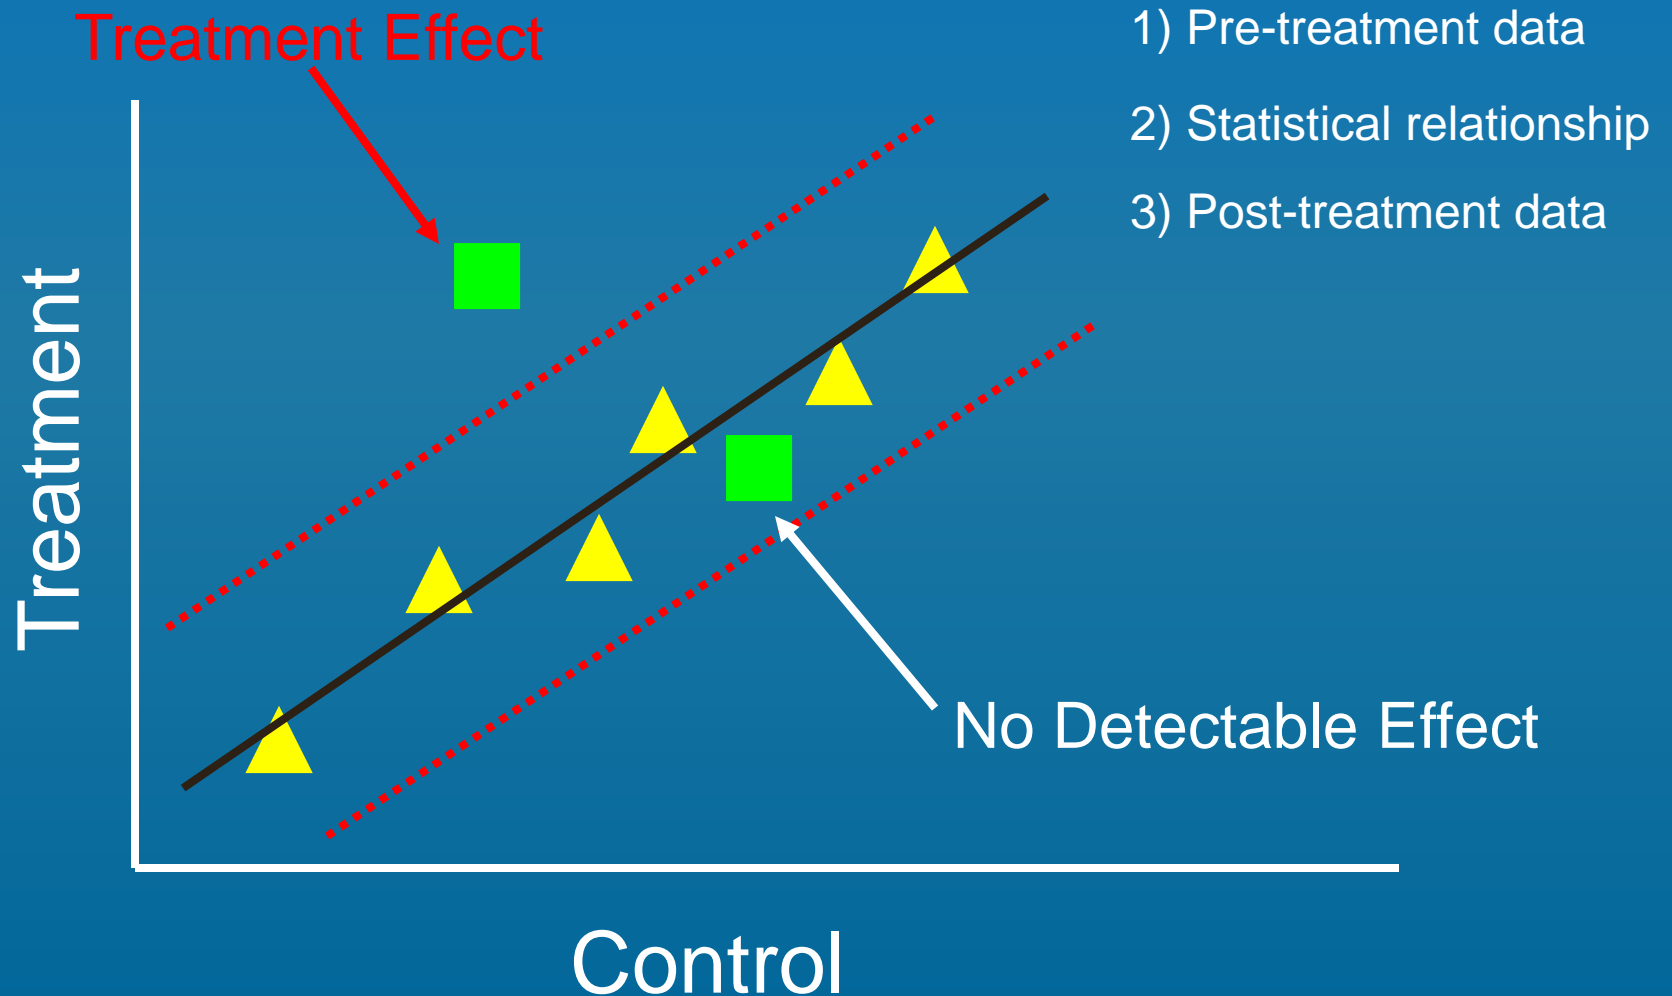 Treatment Effect
1) Pre-treatment data
2) Statistical relationship
3) Post-treatment data
Treatment
No Detectable Effect
Control